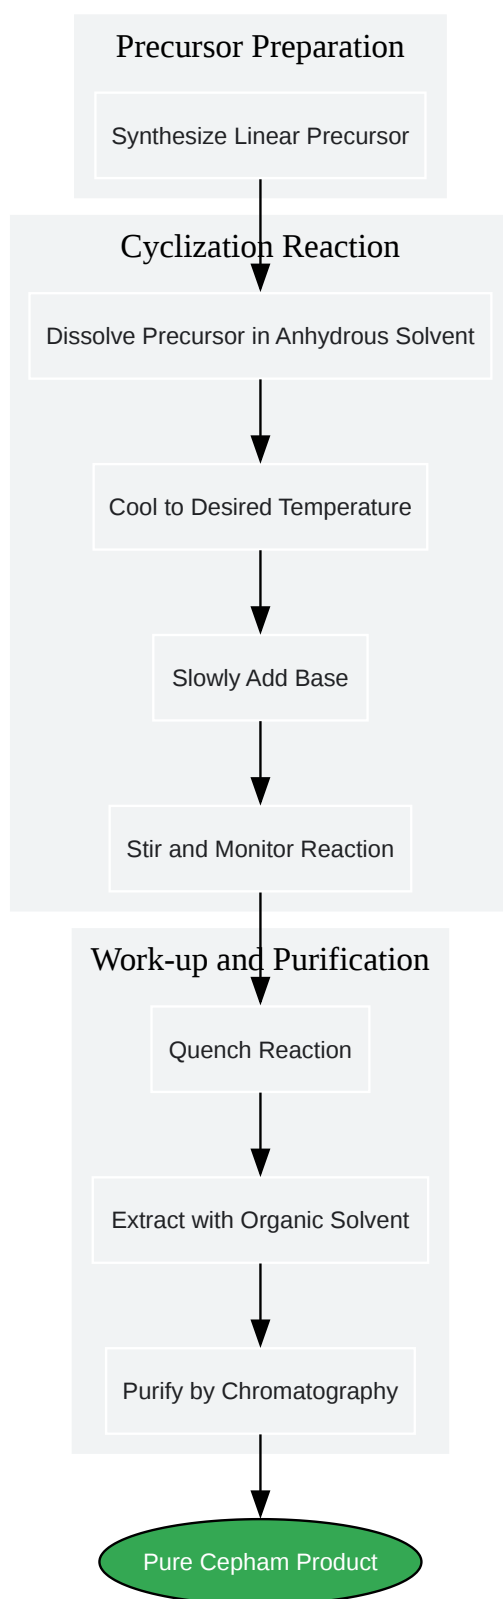 Precursor Preparation
Synthesize Linear Precursor
Cyclization Reaction
Dissolve Precursor in Anhydrous Solvent
Cool to Desired Temperature
Slowly Add Base
Stir and Monitor Reaction
Work-up and Purification
Quench Reaction
Extract with Organic Solvent
Purify by Chromatography
Pure Cepham Product